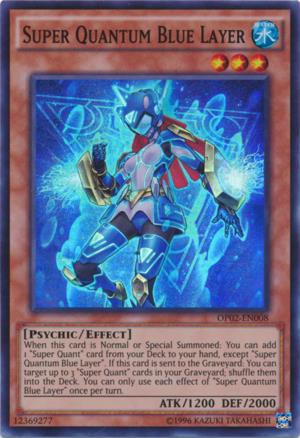 SUPER QUANTUM BLUE LAYER
WATER
水
OP02-EN008
[PSYCHIC/EFFECT]
When this card is Normal or Special Summoned: You can add
1 "Super Quant" card from your Deck to your hand, except "Super
Quantum Blue Layer". If this card is sent to the Graveyard: You can
target up to 3 "Super Quant" cards in your Graveyard; shuffle them
into the Deck. You can only use each effect of "Super Quantum
Blue Layer" once per turn.
ATK/1200 DEF/2000
12369277
©1996 KAZUKI TAKAHASHI